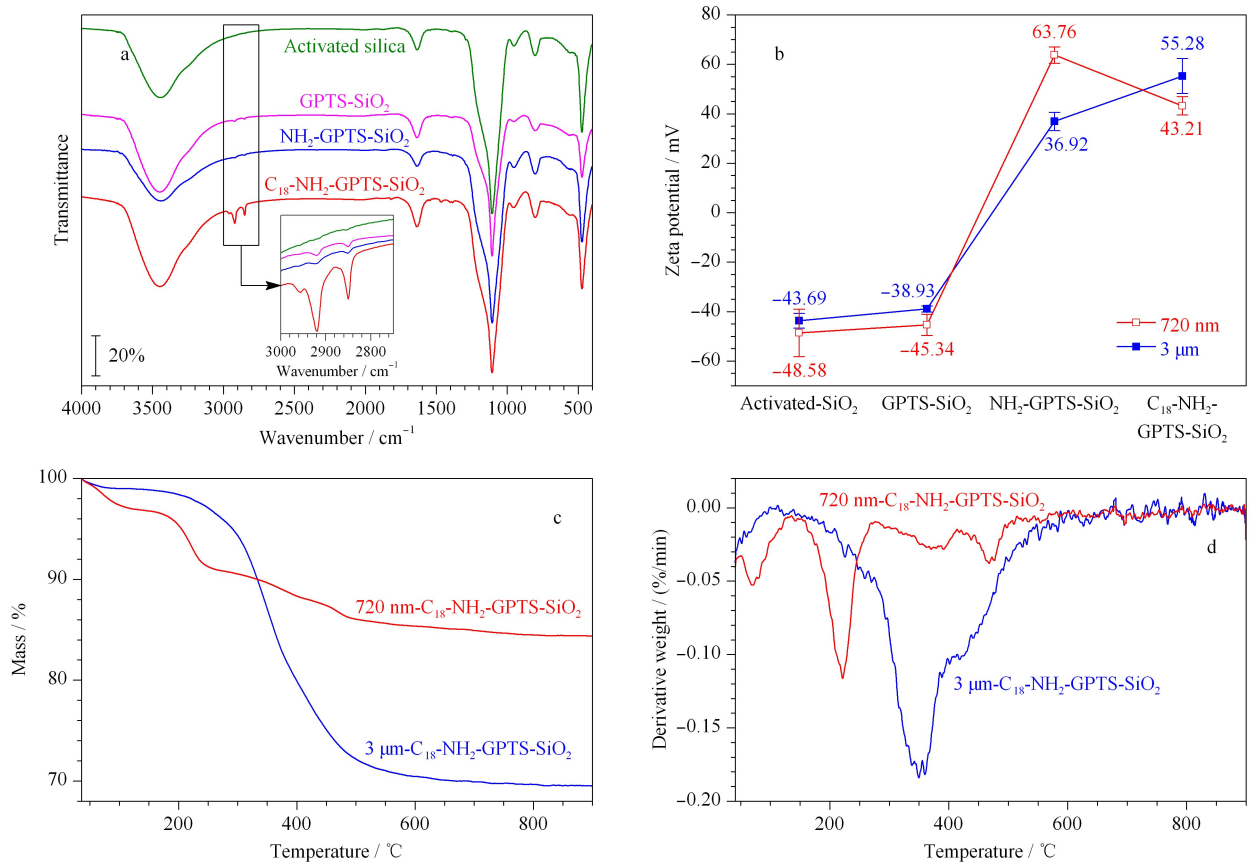 a
Activated silica
GPTS-SiO₂
NH₂-GPTS-SiO₂
C₁₈-NH₂-GPTS-SiO₂
Transmittance
20%
3000 2900 2800
Wavenumber / cm⁻¹
4000 3500 3000 2500 2000 1500 1000 500
Wavenumber / cm⁻¹
b
80
60
40
20
0
−20
−40
−60
Zeta potential / mV
63.76
55.28
43.21
36.92
−43.69
−38.93
−45.34
−48.58
720 nm
3 μm
Activated-SiO₂ GPTS-SiO₂ NH₂-GPTS-SiO₂ C₁₈-NH₂-
GPTS-SiO₂
c
100
90
80
70
Mass / %
720 nm-C₁₈-NH₂-GPTS-SiO₂
3 μm-C₁₈-NH₂-GPTS-SiO₂
200 400 600 800
Temperature / ℃
d
0.00
−0.05
−0.10
−0.15
−0.20
Derivative weight / (%/min)
720 nm-C₁₈-NH₂-GPTS-SiO₂
3 μm-C₁₈-NH₂-GPTS-SiO₂
200 400 600 800
Temperature / ℃